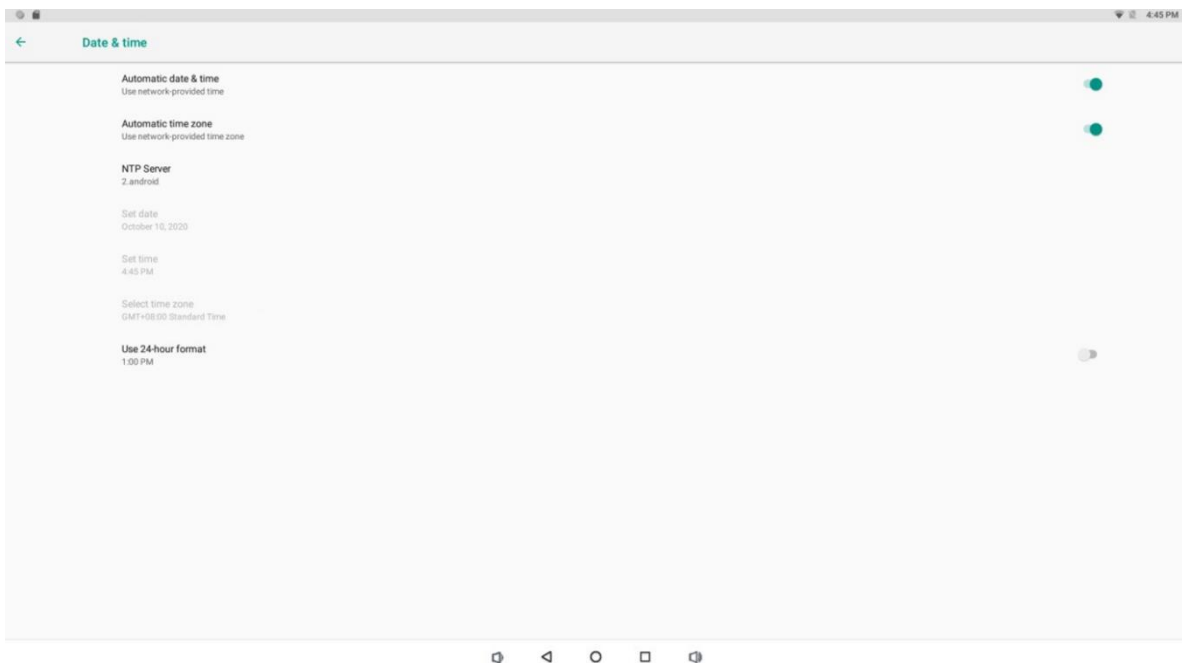 4:45 PM
Date & time
Automatic date & time
Use network-provided time
Automatic time zone
Use network-provided time zone
NTP Server
2.android
Set date
October 10, 2020
Set time
4:45 PM
Select time zone
GMT+08:00 Standard Time
Use 24-hour format
1:00 PM